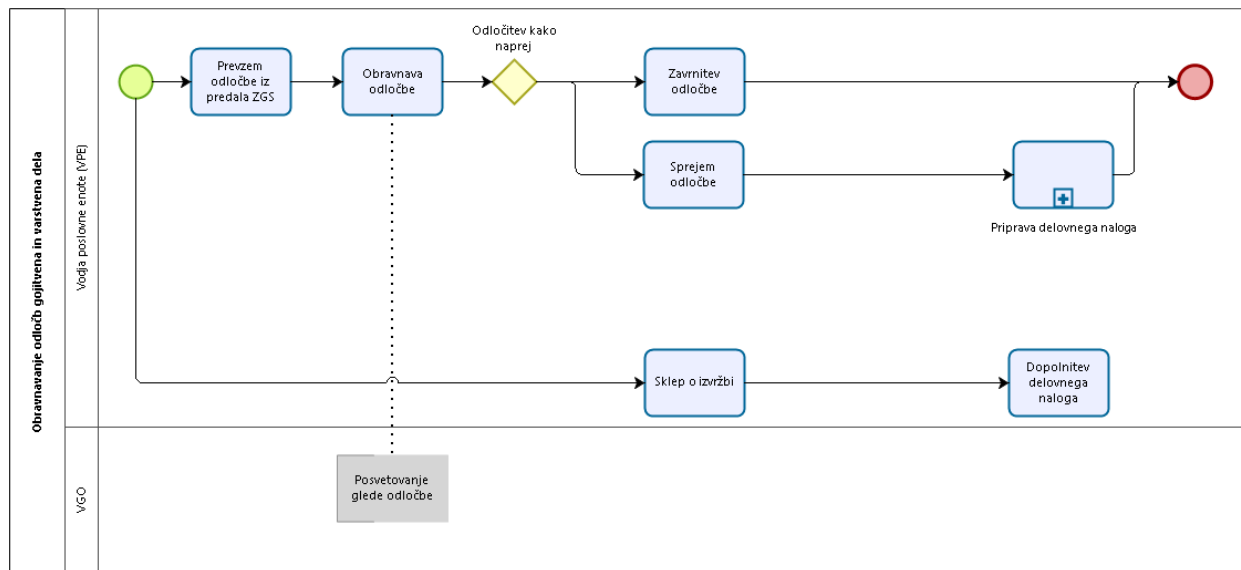 Obravnavanje odločb gojitvena in varstvena dela
Vodja poslovne enote (VPE)
Prevzem
odločbe iz
predala ZGS
Obravnava
odločbe
Odločitev kako
naprej
Zavrnitev
odločbe
Sprejem
odločbe
Priprava delovnega naloga
Sklep o izvržbi
Dopolnitev
delovnega
naloga
VGO
Posvetovanje
glede odločbe